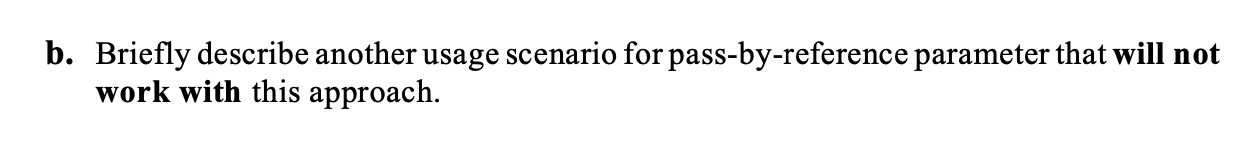 b. Briefly describe another usage scenario for pass-by-reference parameter that will not
work with this approach.